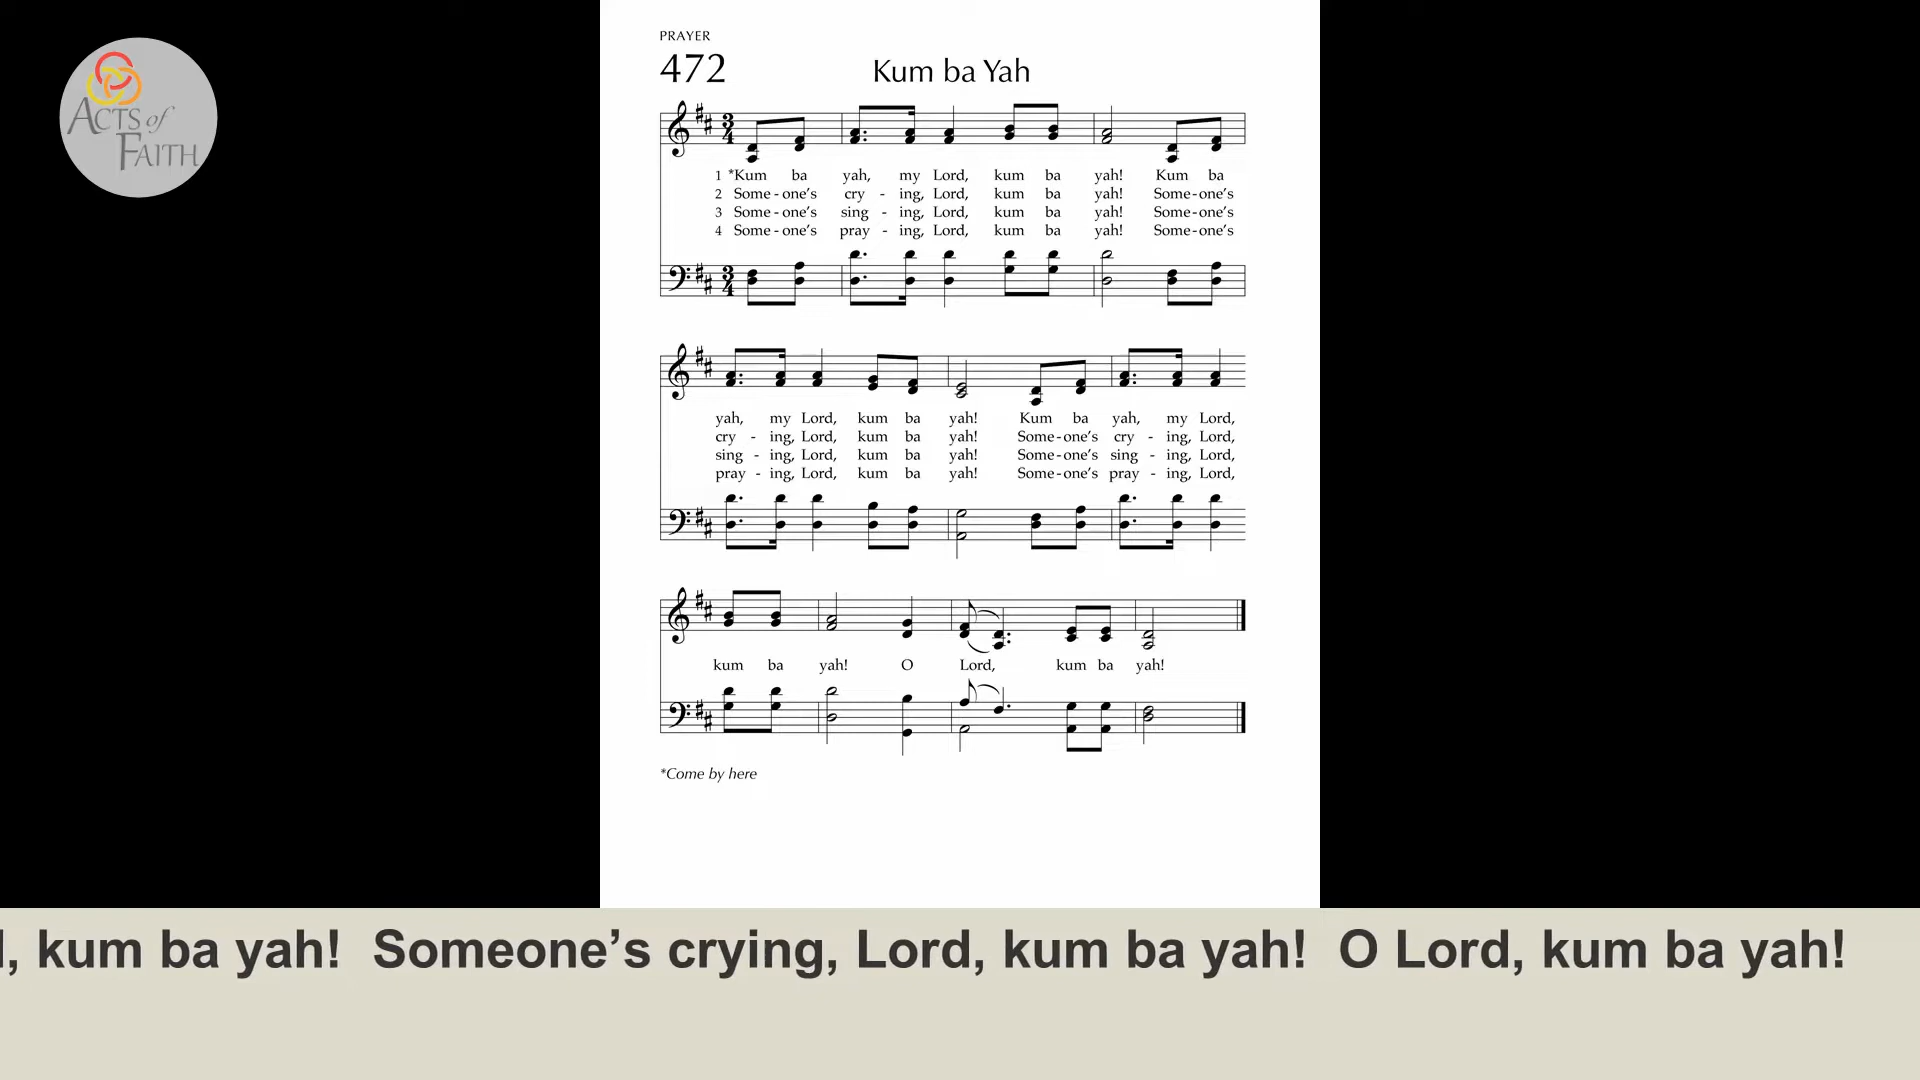 ACTS of
FAITH
PRAYER
472 Kum ba Yah
1 *Kum ba yah, my Lord, kum ba yah! Kum ba
2 Some-one's cry - ing, Lord, kum ba yah! Some-one's
3 Some-one's sing - ing, Lord, kum ba yah! Some-one's
4 Some-one's pray - ing, Lord, kum ba yah! Some-one's
yah, my Lord, kum ba yah! Kum ba yah, my Lord,
cry - ing, Lord, kum ba yah! Some-one's cry - ing, Lord,
sing - ing, Lord, kum ba yah! Some-one's sing - ing, Lord,
pray - ing, Lord, kum ba yah! Some-one's pray - ing, Lord,
kum ba yah! O Lord, kum ba yah!
*Come by here
, kum ba yah! Someone’s crying, Lord, kum ba yah! O Lord, kum ba yah!